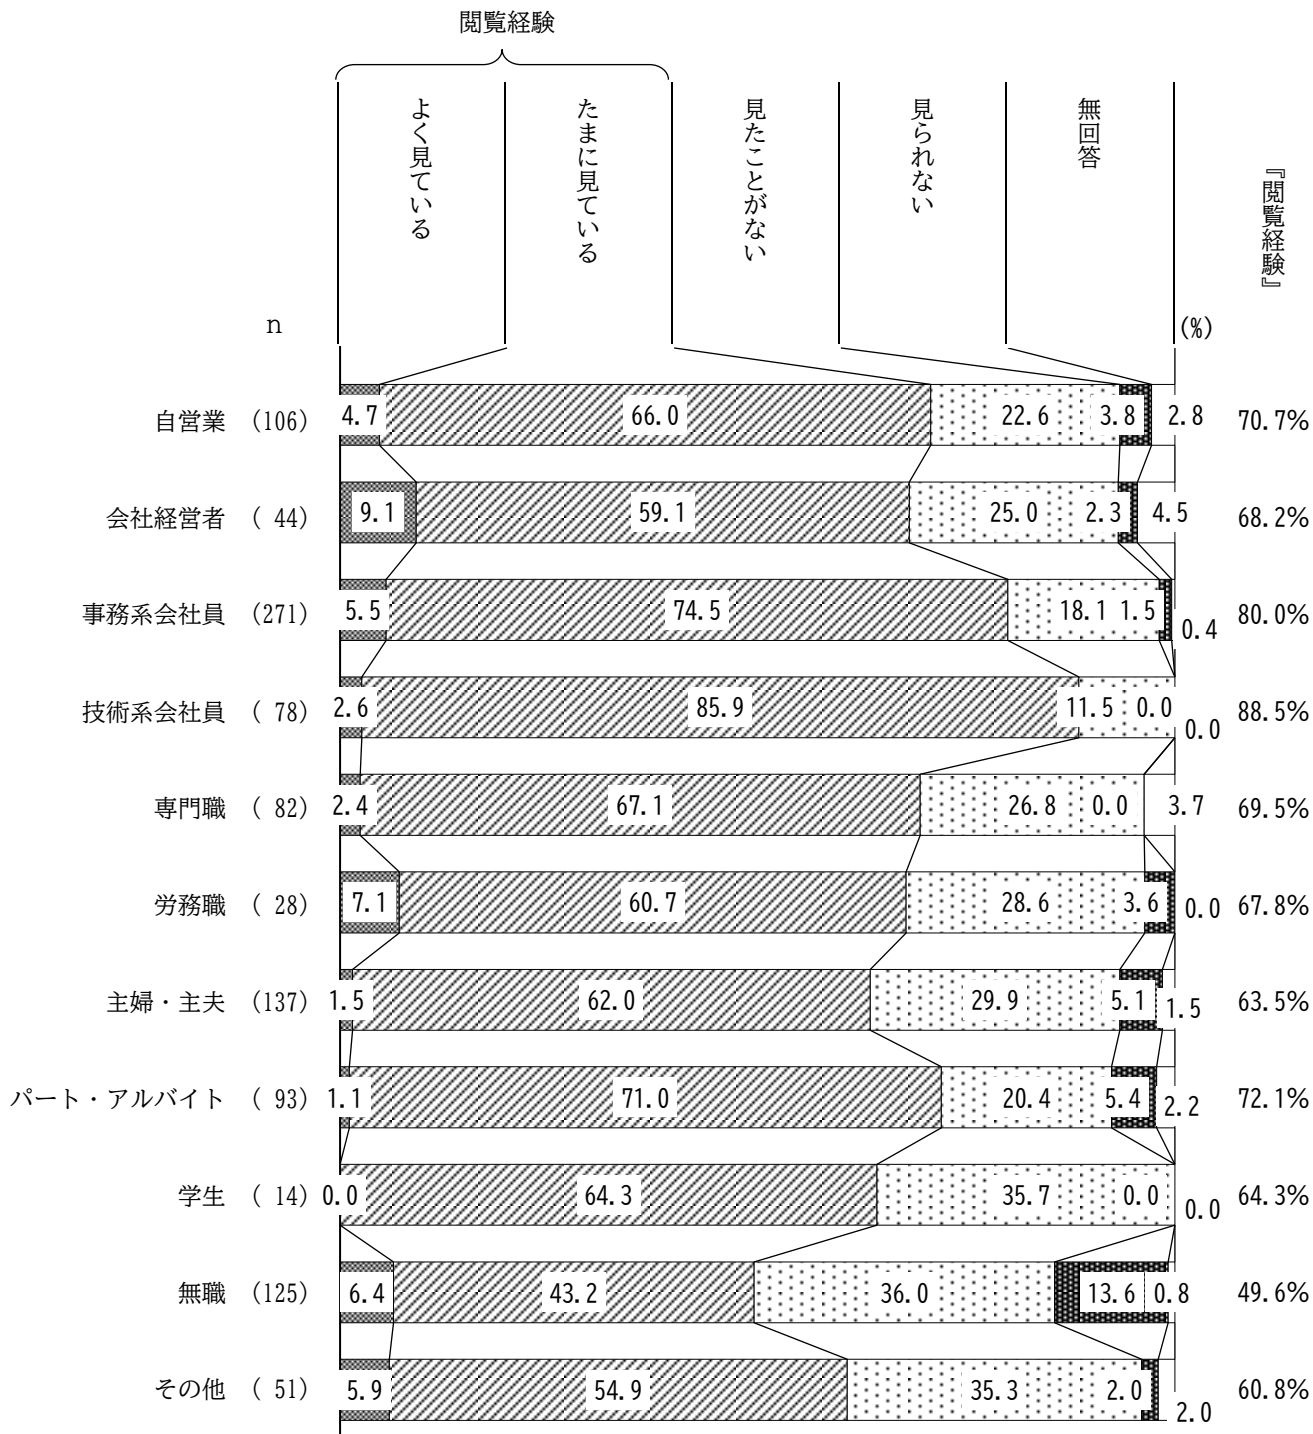 閲覧経験
よく見ている
たまに見ている
見たことがない
見られない
無回答
『閲覧経験』
n
(%)
自営業 (106) 4.7 66.0 22.6 3.8 2.8 70.7%
会社経営者 ( 44) 9.1 59.1 25.0 2.3 4.5 68.2%
事務系会社員 (271) 5.5 74.5 18.1 1.5 0.4 80.0%
技術系会社員 ( 78) 2.6 85.9 11.5 0.0 0.0 88.5%
専門職 ( 82) 2.4 67.1 26.8 0.0 3.7 69.5%
労務職 ( 28) 7.1 60.7 28.6 3.6 0.0 67.8%
主婦・主夫 (137) 1.5 62.0 29.9 5.1 1.5 63.5%
パート・アルバイト ( 93) 1.1 71.0 20.4 5.4 2.2 72.1%
学生 ( 14) 0.0 64.3 35.7 0.0 0.0 64.3%
無職 (125) 6.4 43.2 36.0 13.6 0.8 49.6%
その他 ( 51) 5.9 54.9 35.3 2.0 2.0 60.8%